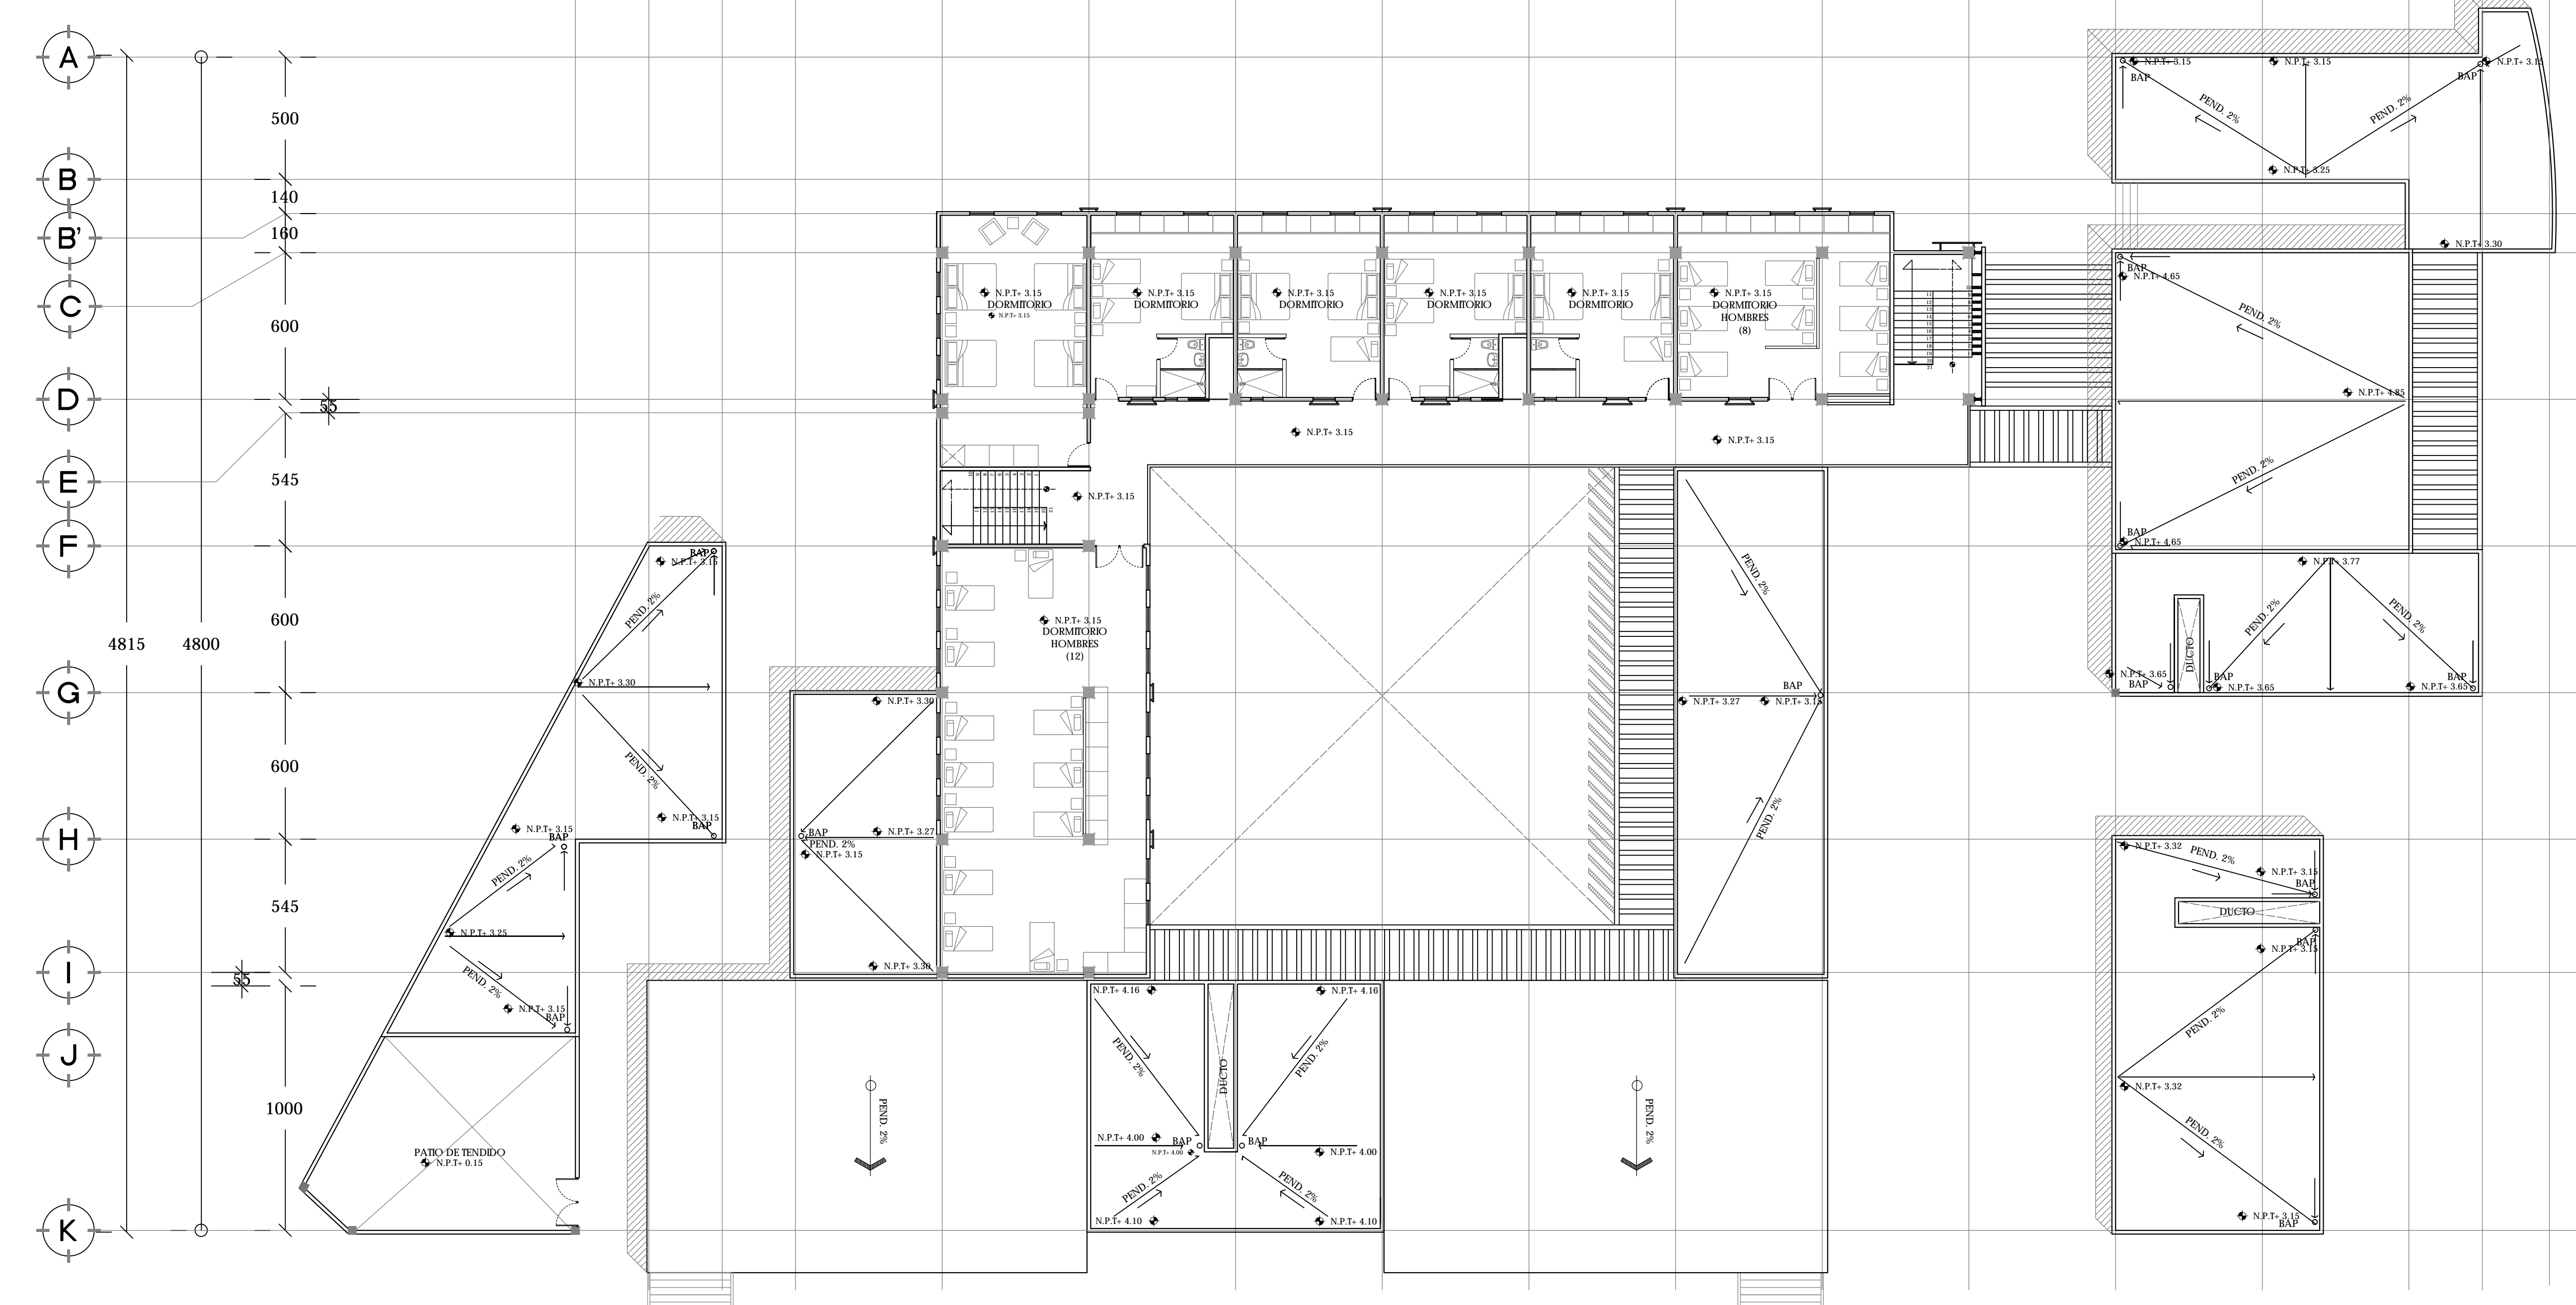 A
B
B'
C
D
E
F
G
H
I
J
K
500
140
160
600
55
545
600
600
545
55
1000
4815
4800
N.P.T+ 3.15
DORMITORIO
N.P.T+ 3.15
N.P.T+ 3.15
DORMITORIO
N.P.T+ 3.15
DORMITORIO
N.P.T+ 3.15
DORMITORIO
N.P.T+ 3.15
DORMITORIO
N.P.T+ 3.15
DORMITORIO
HOMBRES
(8)
N.P.T+ 3.15
N.P.T+ 3.15
N.P.T+ 3.15
N.P.T+ 3.15
DORMITORIO
HOMBRES
(12)
BAP
N.P.T+ 3.15
PEND. 2%
N.P.T+ 3.30
PEND. 2%
N.P.T+ 3.15
BAP
N.P.T+ 3.15
BAP
PEND. 2%
N.P.T+ 3.25
PEND. 2%
N.P.T+ 3.15
BAP
PATIO DE TENDIDO
N.P.T+ 0.15
N.P.T+ 3.30
N.P.T+ 3.27
BAP
PEND. 2%
N.P.T+ 3.15
N.P.T+ 3.30
PEND. 2%
BAP
N.P.T+ 3.27
N.P.T+ 3.15
PEND. 2%
PEND. 2%
N.P.T+ 4.16
N.P.T+ 4.16
PEND. 2%
DUCTO
PEND. 2%
N.P.T+ 4.00
BAP
BAP
N.P.T+ 4.00
N.P.T+ 4.00
PEND. 2%
PEND. 2%
N.P.T+ 4.10
N.P.T+ 4.10
PEND. 2%
N.P.T+ 3.15
N.P.T+ 3.15
N.P.T+ 3.15
BAP
BAP
PEND. 2%
PEND. 2%
N.P.T+ 3.25
N.P.T+ 3.30
BAP
N.P.T+ 4.65
PEND. 2%
N.P.T+ 4.85
PEND. 2%
BAP
N.P.T+ 4.65
N.P.T+ 3.77
PEND. 2%
PEND. 2%
DUCTO
N.P.T+ 3.65
BAP
BAP
N.P.T+ 3.65
BAP
N.P.T+ 3.65
N.P.T+ 3.32
PEND. 2%
N.P.T+ 3.15
BAP
DUCTO
BAP
N.P.T+ 3.15
PEND. 2%
N.P.T+ 3.32
PEND. 2%
N.P.T+ 3.15
BAP